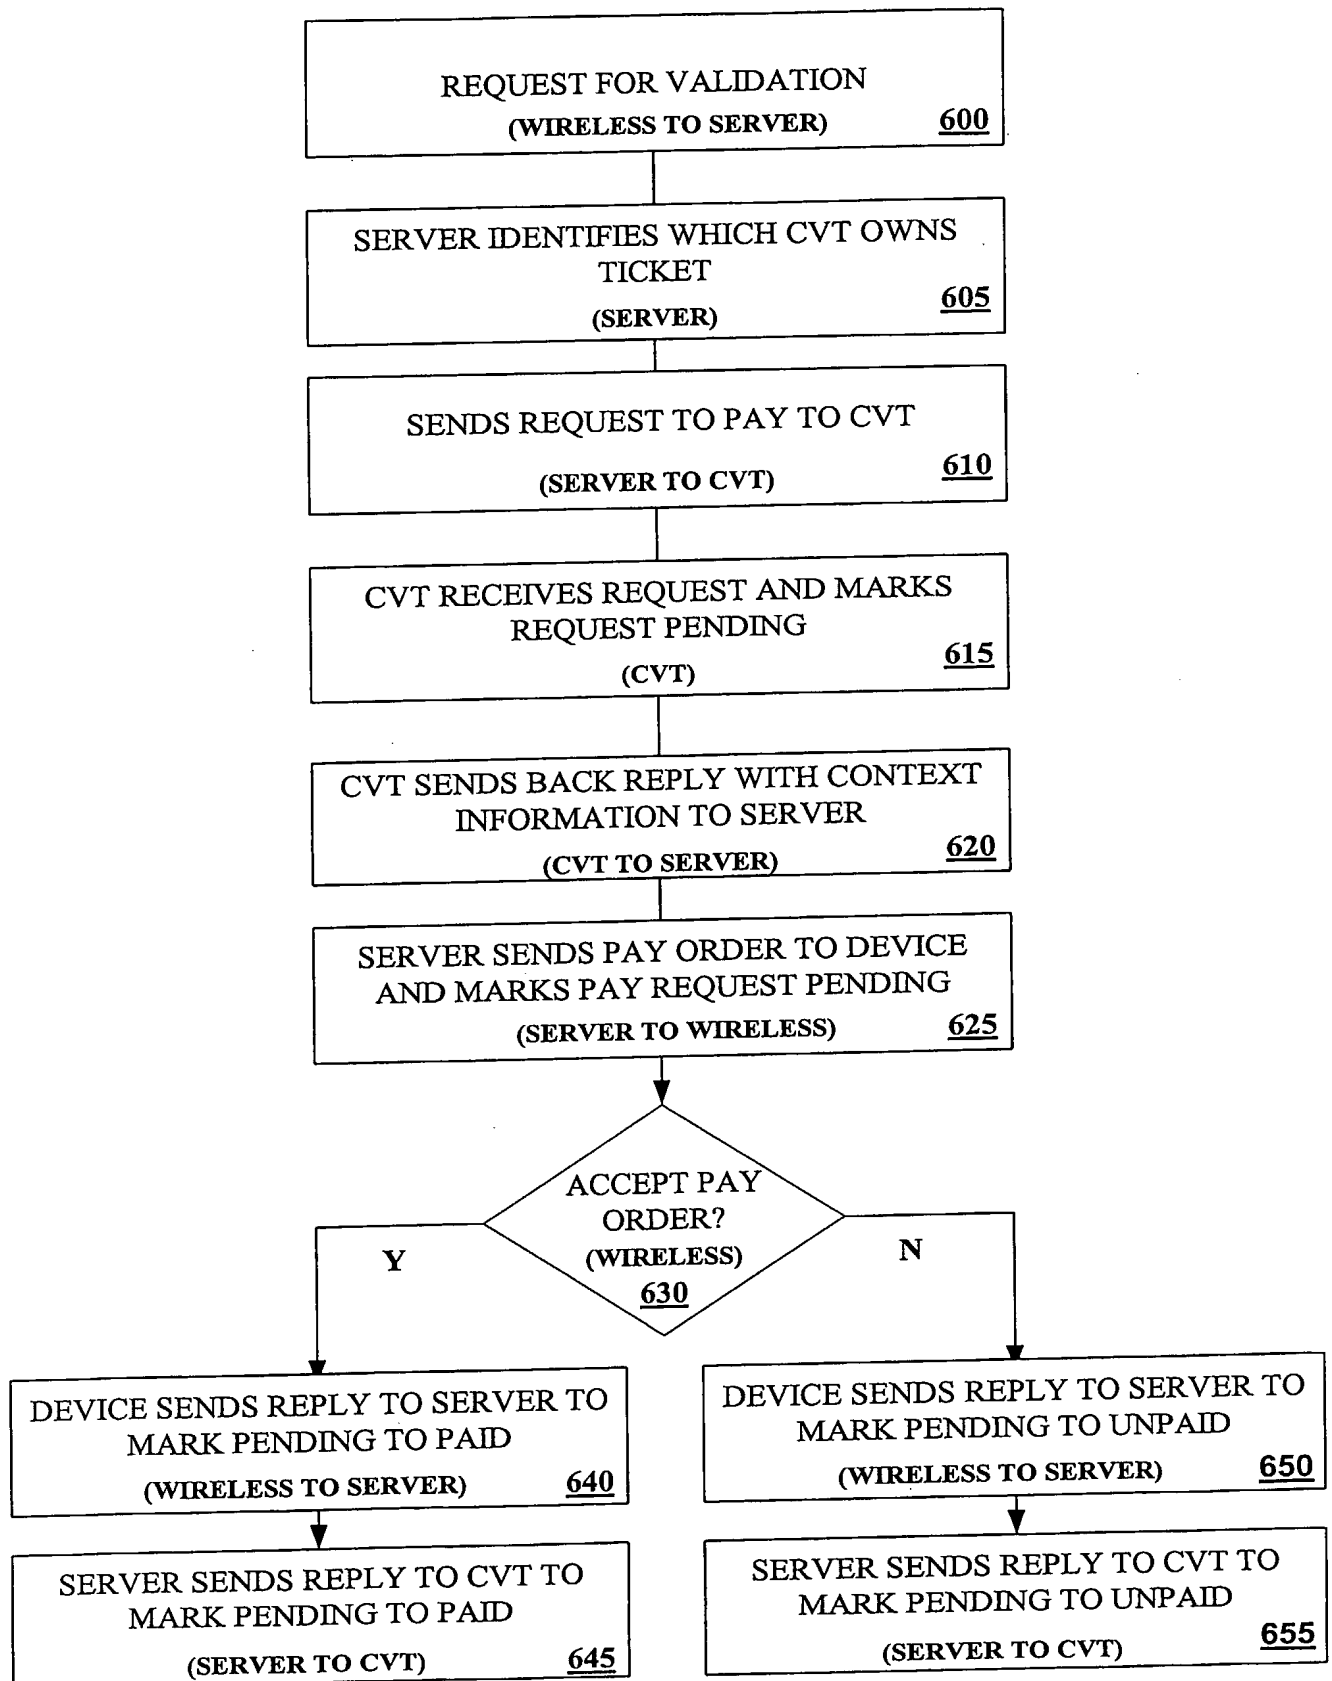 REQUEST FOR VALIDATION
(WIRELESS TO SERVER)
600
SERVER IDENTIFIES WHICH CVT OWNS
TICKET
(SERVER)
605
SENDS REQUEST TO PAY TO CVT
(SERVER TO CVT)
610
CVT RECEIVES REQUEST AND MARKS
REQUEST PENDING
(CVT)
615
CVT SENDS BACK REPLY WITH CONTEXT
INFORMATION TO SERVER
(CVT TO SERVER)
620
SERVER SENDS PAY ORDER TO DEVICE
AND MARKS PAY REQUEST PENDING
(SERVER TO WIRELESS)
625
ACCEPT PAY
ORDER?
(WIRELESS)
630
Y
N
DEVICE SENDS REPLY TO SERVER TO
MARK PENDING TO PAID
(WIRELESS TO SERVER)
640
DEVICE SENDS REPLY TO SERVER TO
MARK PENDING TO UNPAID
(WIRELESS TO SERVER)
650
SERVER SENDS REPLY TO CVT TO
MARK PENDING TO PAID
(SERVER TO CVT)
645
SERVER SENDS REPLY TO CVT TO
MARK PENDING TO UNPAID
(SERVER TO CVT)
655